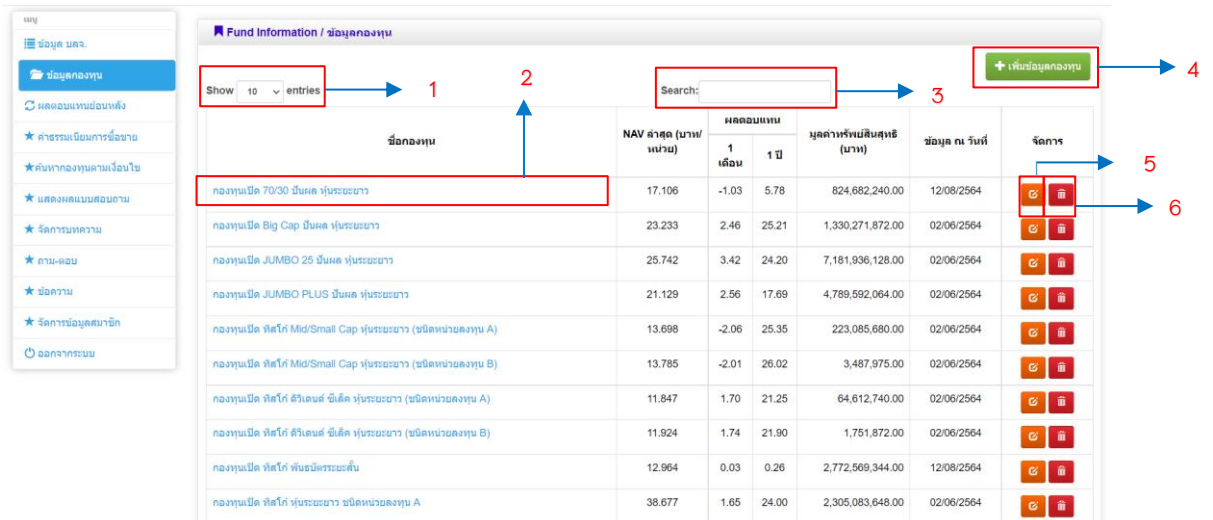 เมนู
ข้อมูล บลจ.
ข้อมูลกองทุน
ผลตอบแทนย้อนหลัง
ค่าธรรมเนียมการซื้อขาย
ค้นหากองทุนตามเงื่อนไข
แสดงผลแบบสอบถาม
จัดการบทความ
ถาม-ตอบ
ข้อความ
จัดการข้อมูลสมาชิก
ออกจากระบบ
Fund Information / ข้อมูลกองทุน
+ เพิ่มข้อมูลกองทุน 4
Show 10 entries 1 2 Search: 3
ชื่อกองทุน NAV ล่าสุด (บาท/หน่วย) ผลตอบแทน 1 เดือน 1 ปี มูลค่าทรัพย์สินสุทธิ (บาท) ข้อมูล ณ วันที่ จัดการ
5
กองทุนเปิด 70/30 ปันผล หุ้นระยะยาว 17.106 -1.03 5.78 824,682,240.00 12/08/2564
6
กองทุนเปิด Big Cap ปันผล หุ้นระยะยาว 23.233 2.46 25.21 1,330,271,872.00 02/06/2564
กองทุนเปิด JUMBO 25 ปันผล หุ้นระยะยาว 25.742 3.42 24.20 7,181,936,128.00 02/06/2564
กองทุนเปิด JUMBO PLUS ปันผล หุ้นระยะยาว 21.129 2.56 17.69 4,789,592,064.00 02/06/2564
กองทุนเปิด ทิสโก้ Mid/Small Cap หุ้นระยะยาว (ชนิดหน่วยลงทุน A) 13.698 -2.06 25.35 223,085,680.00 02/06/2564
กองทุนเปิด ทิสโก้ Mid/Small Cap หุ้นระยะยาว (ชนิดหน่วยลงทุน B) 13.785 -2.01 26.02 3,487,975.00 02/06/2564
กองทุนเปิด ทิสโก้ ดิวิเดนด์ ซีเล็ค หุ้นระยะยาว (ชนิดหน่วยลงทุน A) 11.847 1.70 21.25 64,612,740.00 02/06/2564
กองทุนเปิด ทิสโก้ ดิวิเดนด์ ซีเล็ค หุ้นระยะยาว (ชนิดหน่วยลงทุน B) 11.924 1.74 21.90 1,751,872.00 02/06/2564
กองทุนเปิด ทิสโก้ พันธบัตรระยะสั้น 12.964 0.03 0.26 2,772,569,344.00 12/08/2564
กองทุนเปิด ทิสโก้ หุ้นระยะยาว ชนิดหน่วยลงทุน A 38.677 1.65 24.00 2,305,083,648.00 02/06/2564